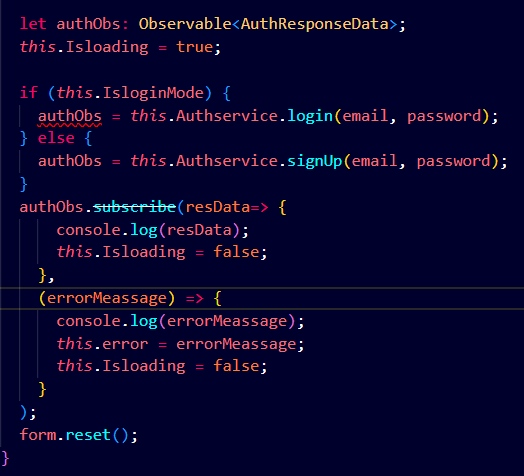 let authObs: Observable<AuthResponseData>;
this.Isloading = true;
if (this.IsloginMode) {
authObs = this.Authservice.login(email, password);
} else {
authObs = this.Authservice.signUp(email, password);
}
authObs.subscribe(resData=> {
console.log(resData);
this.Isloading = false;
},
(errorMeassage) => {
console.log(errorMeassage);
this.error = errorMeassage;
this.Isloading = false;
}
);
form.reset();
}